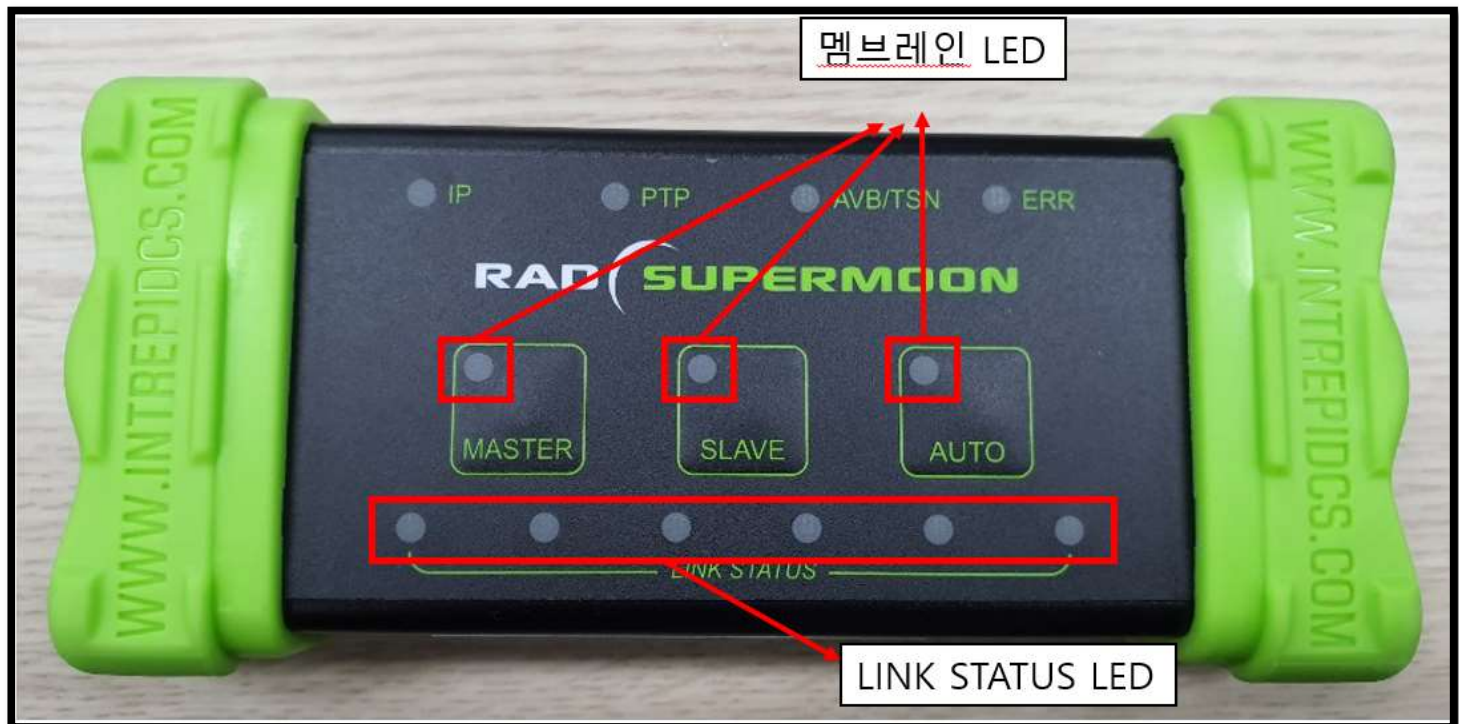 멤브레인 LED
IP PTP AVB/TSN ERR
RAD SUPERMOON
MASTER SLAVE AUTO
LINK STATUS
LINK STATUS LED
WWW.INTREPIDCS.COM
WWW.INTREPIDCS.COM